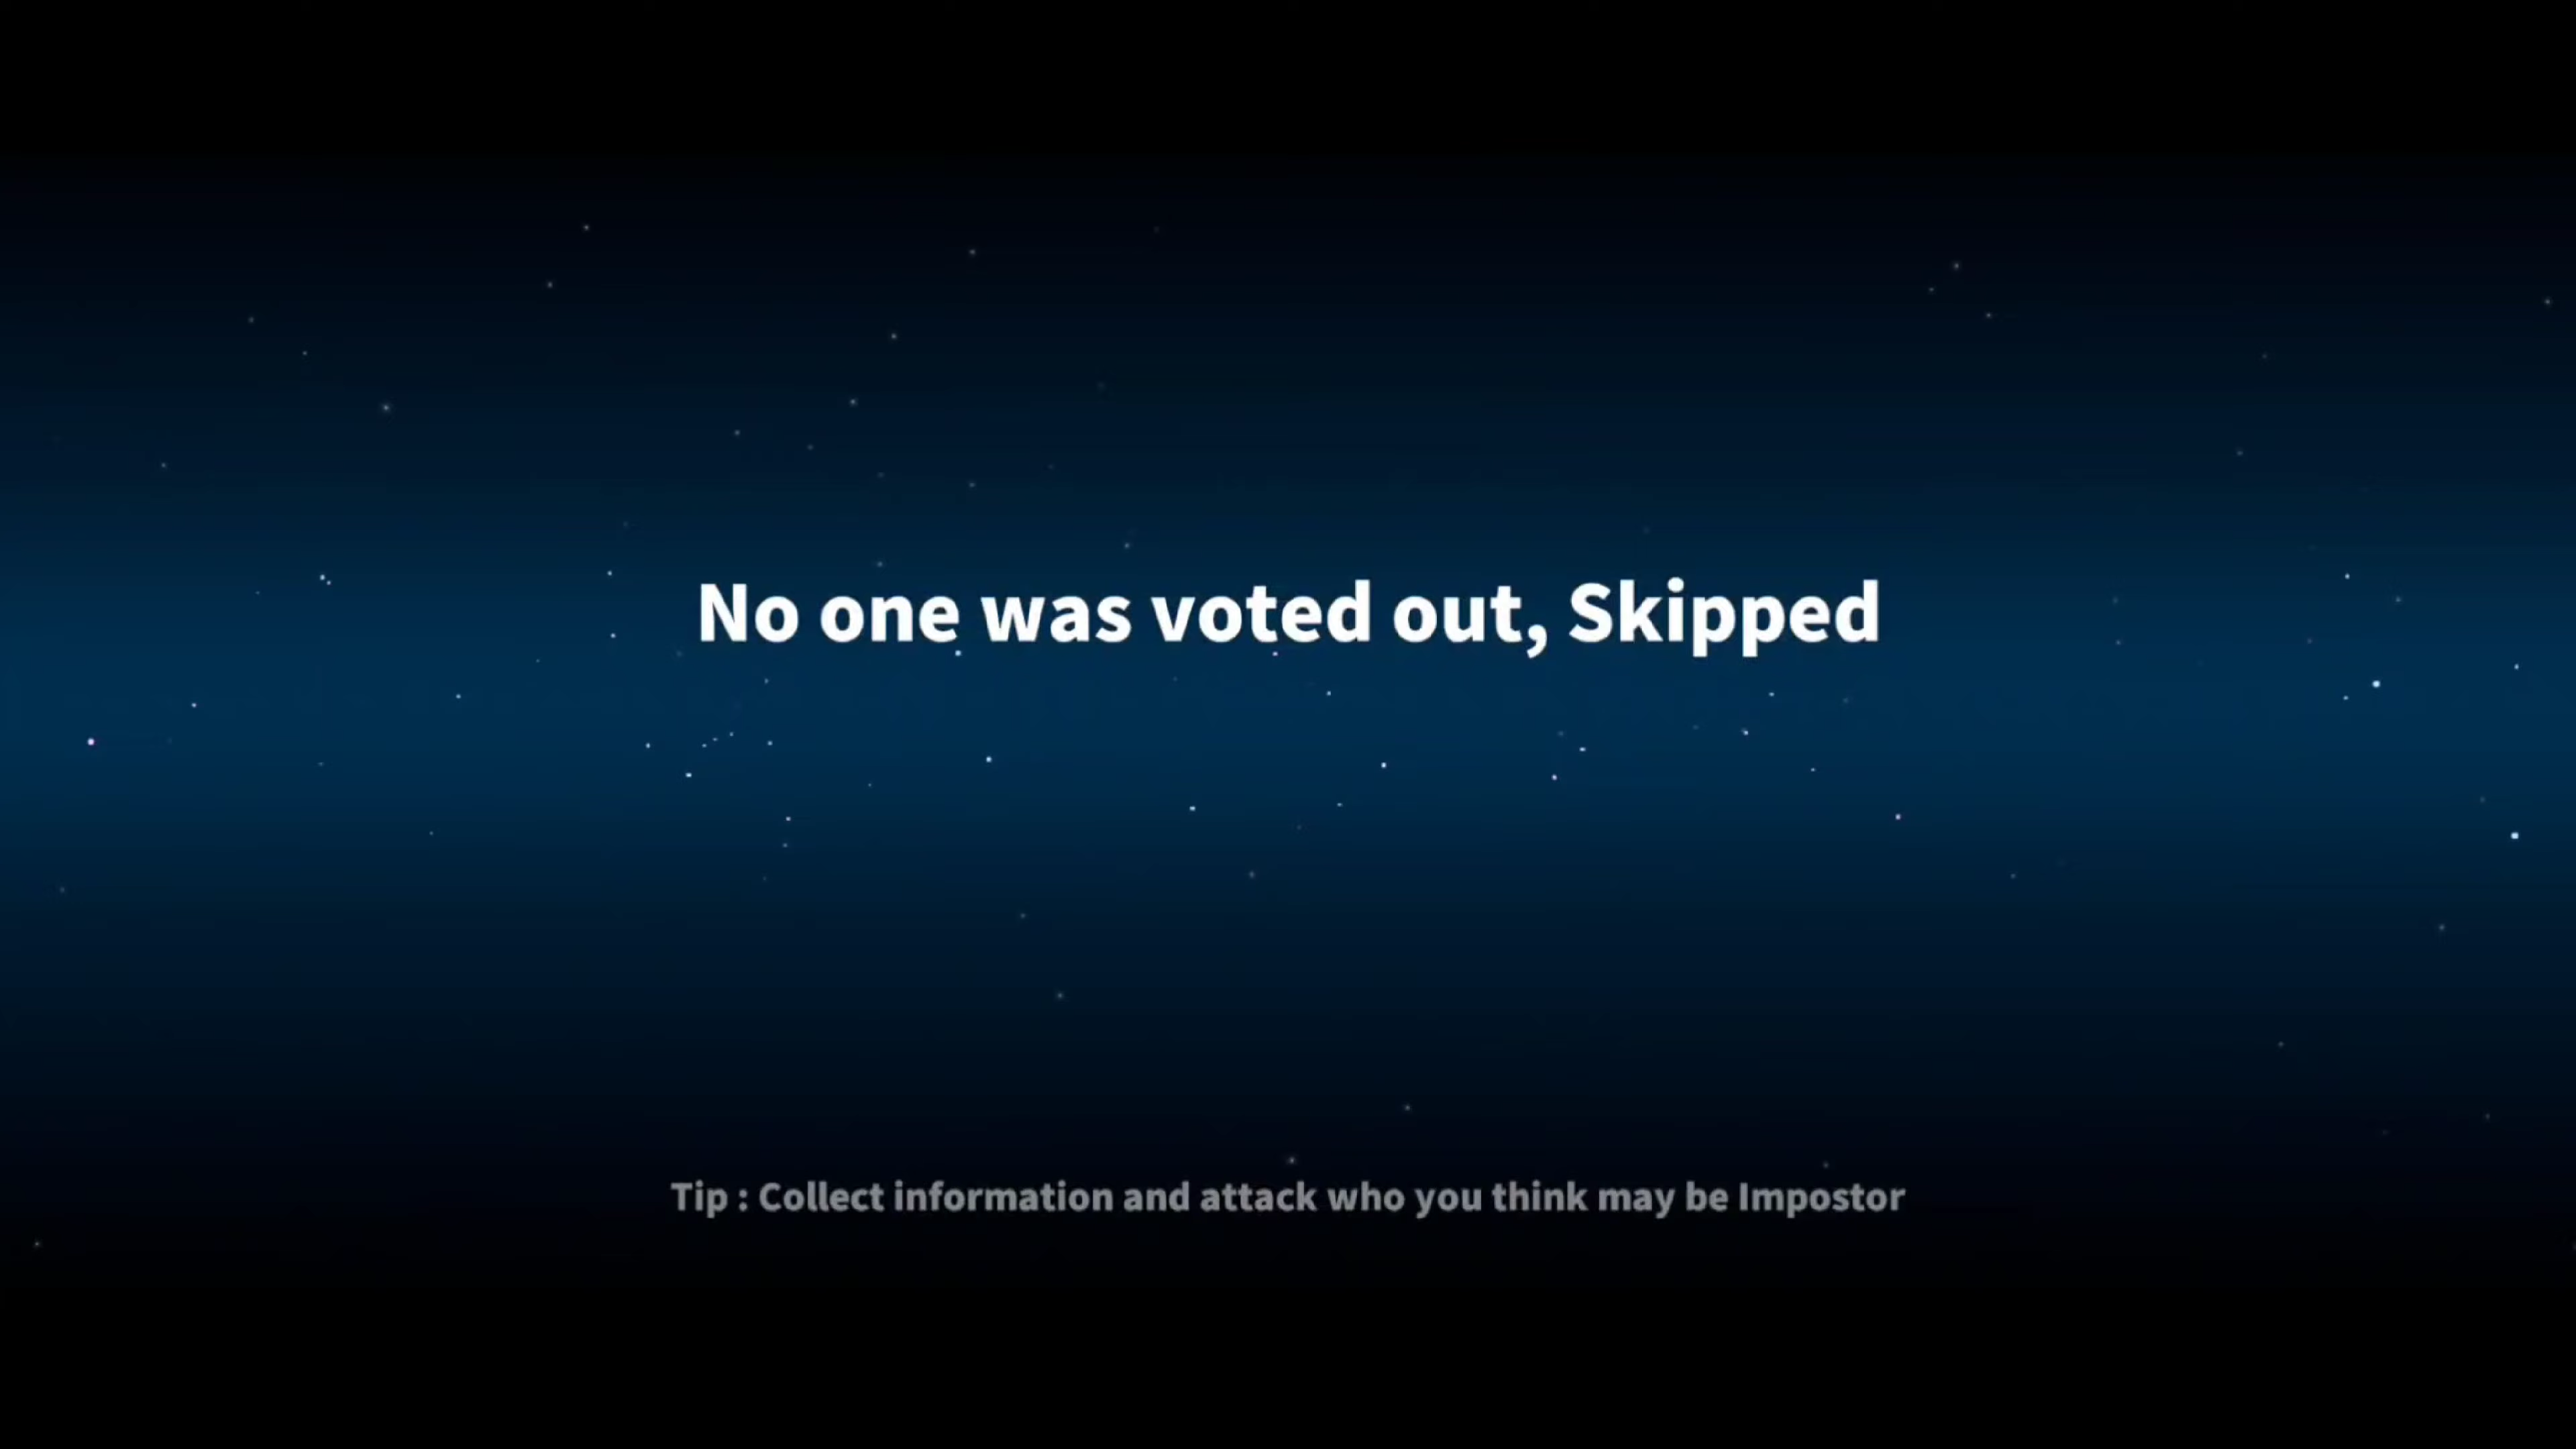 No one was voted out, Skipped
Tip : Collect information and attack who you think may be Impostor